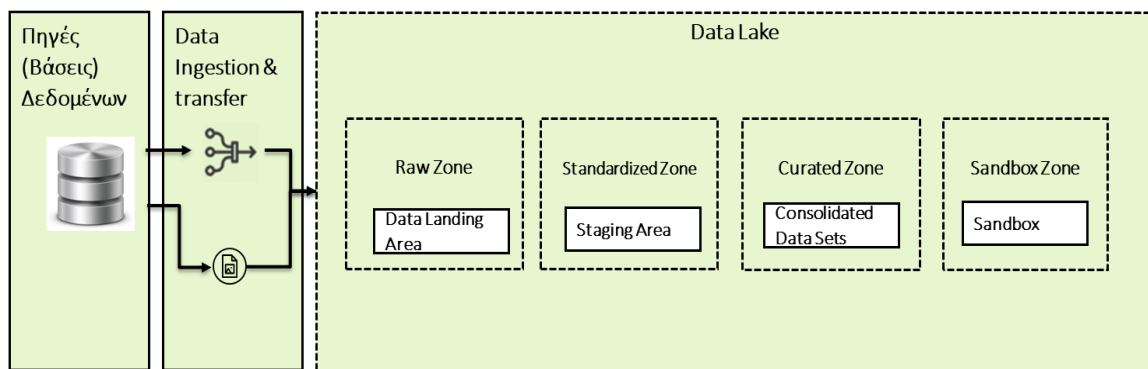 Πηγές
(Βάσεις)
Δεδομένων
Data
Ingestion &
transfer
Data Lake
Raw Zone
Data Landing
Area
Standardized Zone
Staging Area
Curated Zone
Consolidated
Data Sets
Sandbox Zone
Sandbox